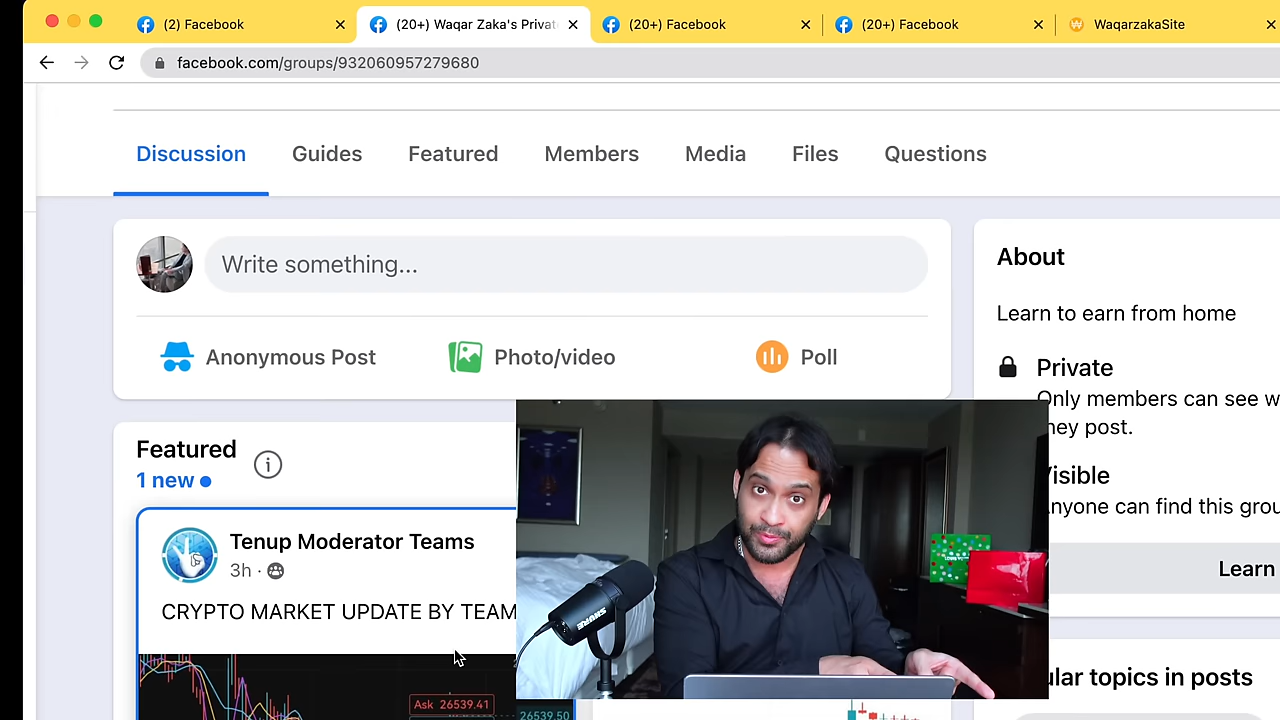 (2) Facebook
(20+) Waqar Zaka's Privat
(20+) Facebook
(20+) Facebook
WaqarzakaSite
facebook.com/groups/932060957279680
Discussion Guides Featured Members Media Files Questions
Write something...
Anonymous Post Photo/video Poll
Featured
1 new
Tenup Moderator Teams
3h
CRYPTO MARKET UPDATE BY TEAM
Ask 26539.41
26539.50
SHURE
About
Learn to earn from home
Private
Only members can see w
hey post.
Visible
Anyone can find this grou
Learn
ular topics in posts